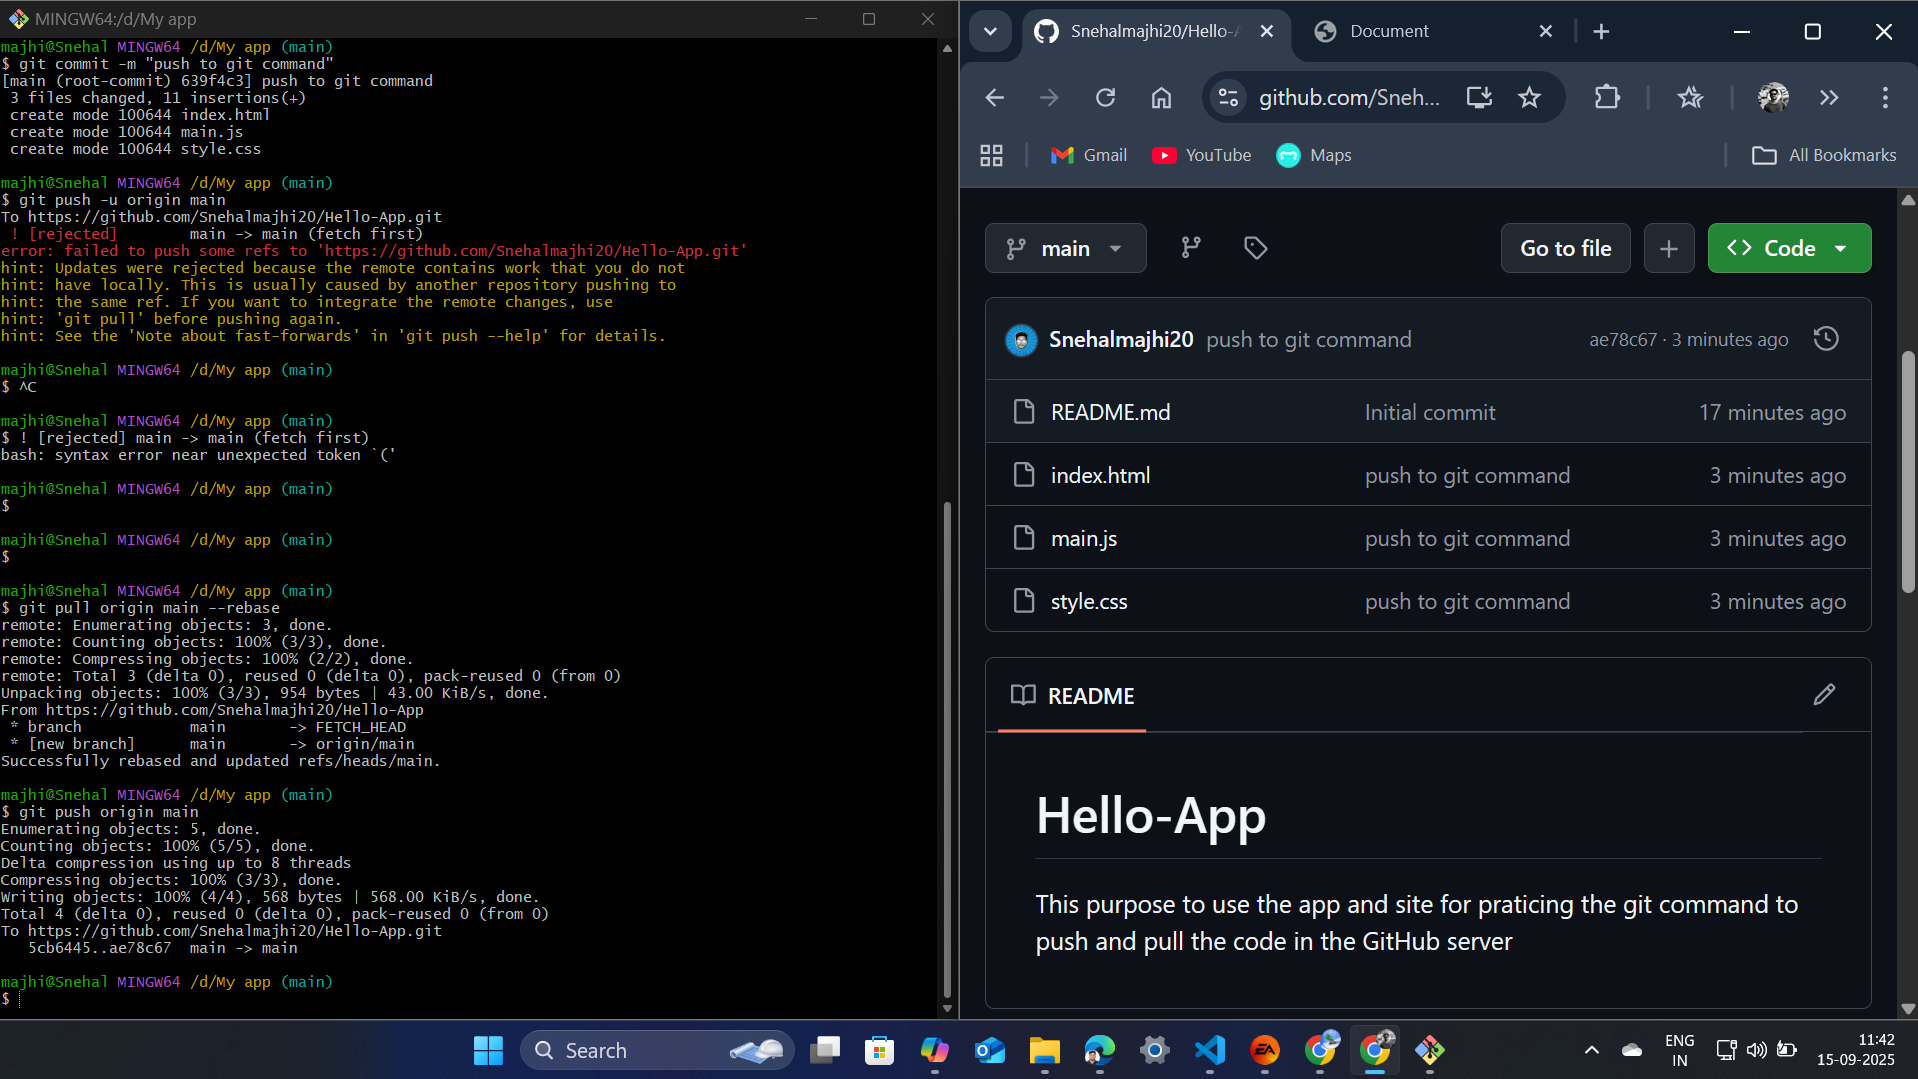 MINGW64:/d/My app
majhi@Snehal MINGW64 /d/My app (main)
$ git commit -m "push to git command"
[main (root-commit) 639f4c3] push to git command
 3 files changed, 11 insertions(+)
 create mode 100644 index.html
 create mode 100644 main.js
 create mode 100644 style.css

majhi@Snehal MINGW64 /d/My app (main)
$ git push -u origin main
To https://github.com/Snehalmajhi20/Hello-App.git
 ! [rejected]        main -> main (fetch first)
error: failed to push some refs to 'https://github.com/Snehalmajhi20/Hello-App.git'
hint: Updates were rejected because the remote contains work that you do not
hint: have locally. This is usually caused by another repository pushing to
hint: the same ref. If you want to integrate the remote changes, use
hint: 'git pull' before pushing again.
hint: See the 'Note about fast-forwards' in 'git push --help' for details.

majhi@Snehal MINGW64 /d/My app (main)
$ ^C

majhi@Snehal MINGW64 /d/My app (main)
$ ! [rejected] main -> main (fetch first)
bash: syntax error near unexpected token `('

majhi@Snehal MINGW64 /d/My app (main)
$

majhi@Snehal MINGW64 /d/My app (main)
$

majhi@Snehal MINGW64 /d/My app (main)
$ git pull origin main --rebase
remote: Enumerating objects: 3, done.
remote: Counting objects: 100% (3/3), done.
remote: Compressing objects: 100% (2/2), done.
remote: Total 3 (delta 0), reused 0 (delta 0), pack-reused 0 (from 0)
Unpacking objects: 100% (3/3), 954 bytes | 43.00 KiB/s, done.
From https://github.com/Snehalmajhi20/Hello-App
 * branch            main       -> FETCH_HEAD
 * [new branch]      main       -> origin/main
Successfully rebased and updated refs/heads/main.

majhi@Snehal MINGW64 /d/My app (main)
$ git push origin main
Enumerating objects: 5, done.
Counting objects: 100% (5/5), done.
Delta compression using up to 8 threads
Compressing objects: 100% (3/3), done.
Writing objects: 100% (4/4), 568 bytes | 568.00 KiB/s, done.
Total 4 (delta 0), reused 0 (delta 0), pack-reused 0 (from 0)
To https://github.com/Snehalmajhi20/Hello-App.git
   5cb6445..ae78c67  main -> main

majhi@Snehal MINGW64 /d/My app (main)
$
Snehalmajhi20/Hello-A
Document
github.com/Sneh...
Gmail
YouTube
Maps
All Bookmarks
main
Go to file
Code
Snehalmajhi20 push to git command ae78c67 · 3 minutes ago
README.md Initial commit 17 minutes ago
index.html push to git command 3 minutes ago
main.js push to git command 3 minutes ago
style.css push to git command 3 minutes ago
README
Hello-App
This purpose to use the app and site for praticing the git command to
push and pull the code in the GitHub server
Search
EA
ENG
IN
11:42
15-09-2025